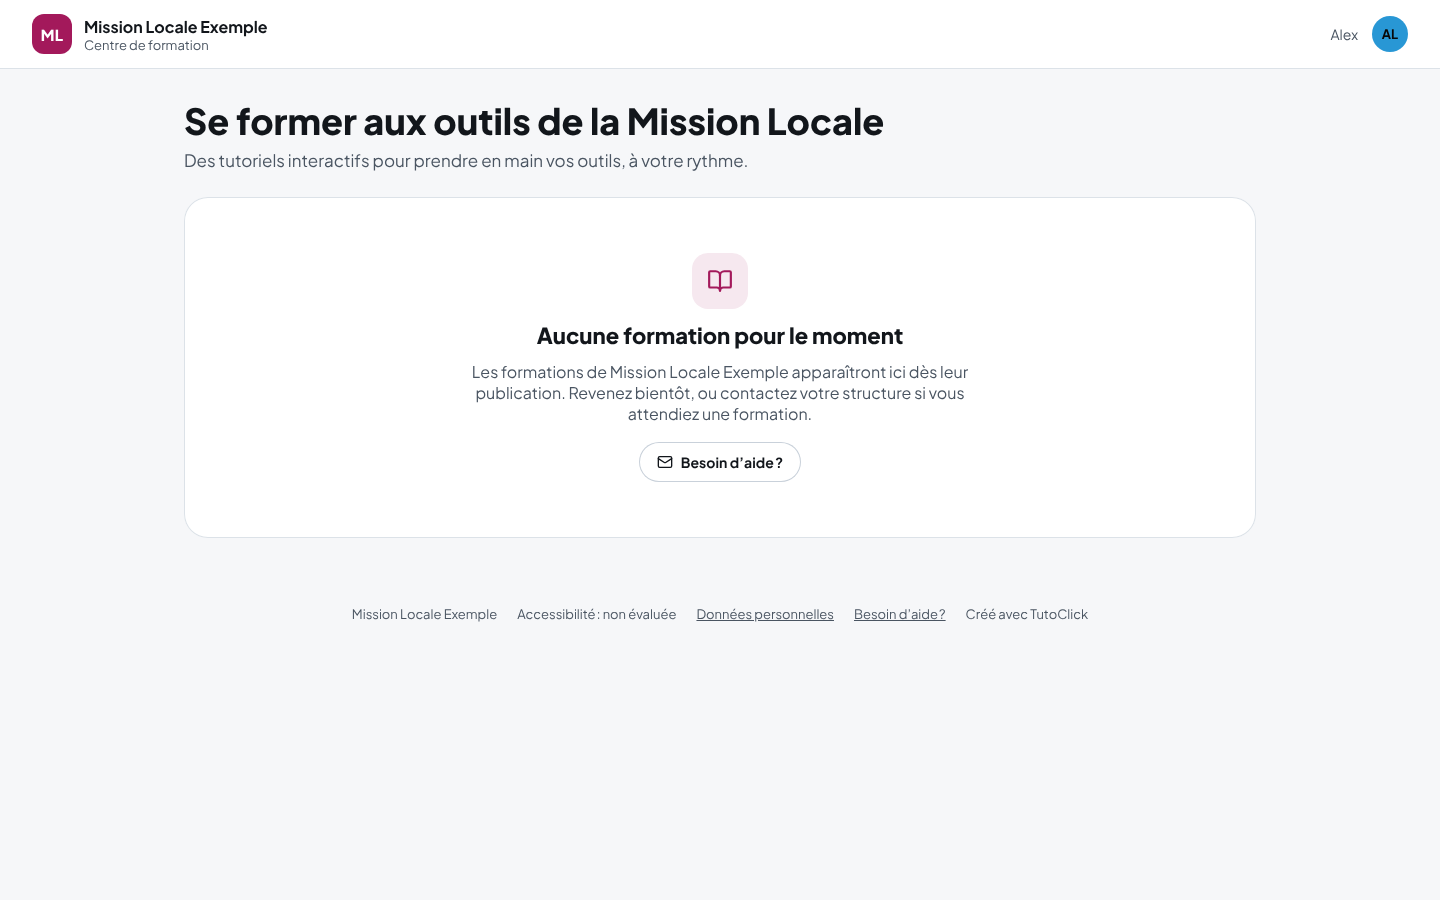 ML
Mission Locale Exemple
Centre de formation
Alex
AL
Se former aux outils de la Mission Locale
Des tutoriels interactifs pour prendre en main vos outils, à votre rythme.
Aucune formation pour le moment
Les formations de Mission Locale Exemple apparaîtront ici dès leur
publication. Revenez bientôt, ou contactez votre structure si vous
attendiez une formation.
Besoin d’aide ?
Mission Locale Exemple Accessibilité : non évaluée Données personnelles Besoin d’aide ? Créé avec TutoClick